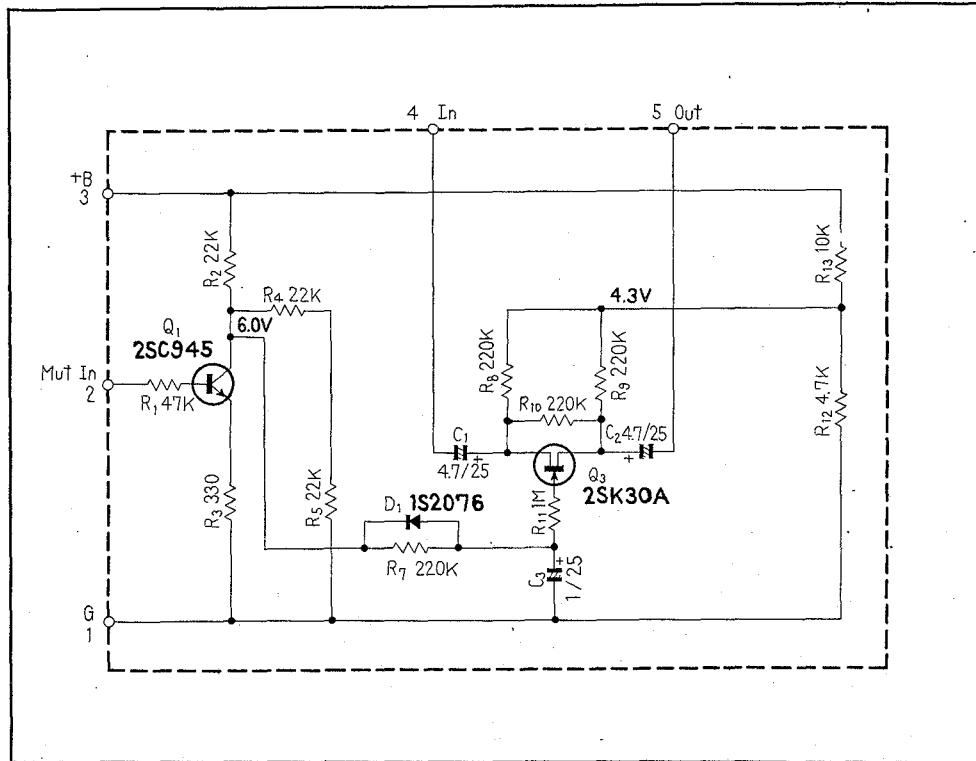 4 In
5 Out
+B
3
R2 22K
R4 22K
R13 10K
4.3V
6.0V
Q1
2SC945
Mut In
2
R1 47K
R8 220K
R9 220K
R10 220K
R12 4.7K
C1
4.7/25
+
C2 4.7/25
+
Q3
2SK30A
R3 330
R5 22K
D1 1S2076
R11 1M
R7 220K
C3
+
1/25
G
1